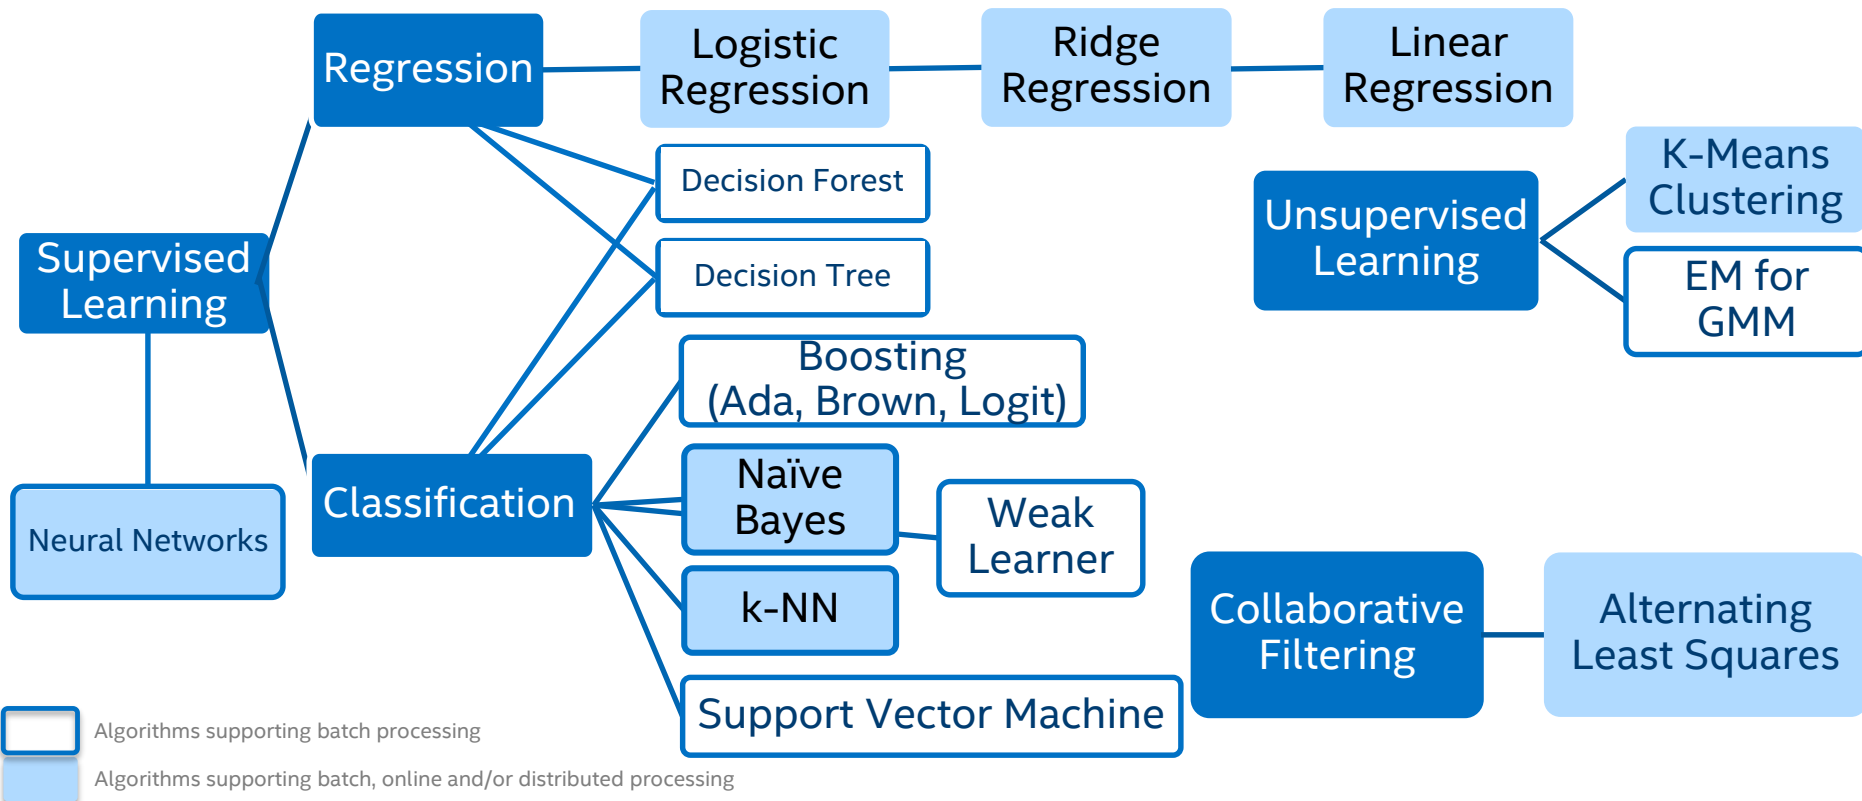 Regression
Logistic
Regression
Ridge
Regression
Linear
Regression
Decision Forest
Decision Tree
Supervised
Learning
Neural Networks
Classification
Boosting
(Ada, Brown, Logit)
Naïve
Bayes
Weak
Learner
k-NN
Support Vector Machine
Unsupervised
Learning
K-Means
Clustering
EM for
GMM
Collaborative
Filtering
Alternating
Least Squares
Algorithms supporting batch processing
Algorithms supporting batch, online and/or distributed processing